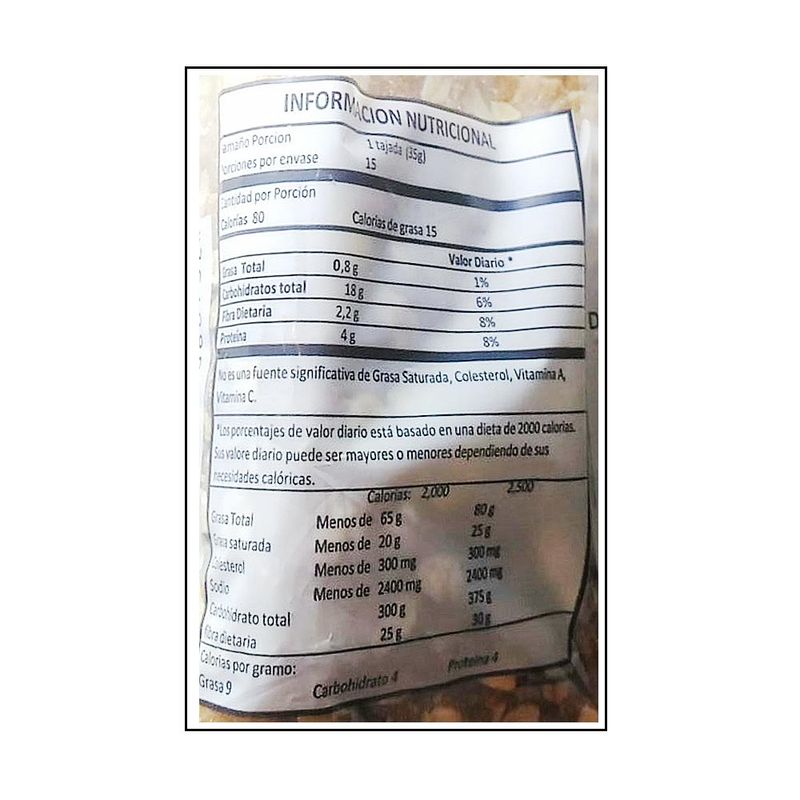 INFORMACION NUTRICIONAL
Tamaño Porcion 1 tajada (35g)
Porciones por envase 15
Cantidad por Porción
Calorías 80 Calorias de grasa 15
Valor Diario *
Grasa Total 0,8 g 1%
Carbohidratos total 18 g 6%
Fibra Dietaria 2,2 g 8%
Proteína 4 g 8%
No es una fuente significativa de Grasa Saturada, Colesterol, Vitamina A,
Vitamina C.
*Los porcentajes de valor diario está basado en una dieta de 2000 calorias.
Sus valore diario puede ser mayores o menores dependiendo de sus
necesidades calóricas.
Calorias: 2,000 2,500
Grasa Total Menos de 65 g 80 g
Grasa saturada Menos de 20 g 25 g
Colesterol Menos de 300 mg 300 mg
Sodio Menos de 2400 mg 2400 mg
Carbohidrato total 300 g 375 g
Fibra dietaria 25 g 30 g
Calorias por gramo:
Grasa 9 Carbohidrato 4 Proteina 4